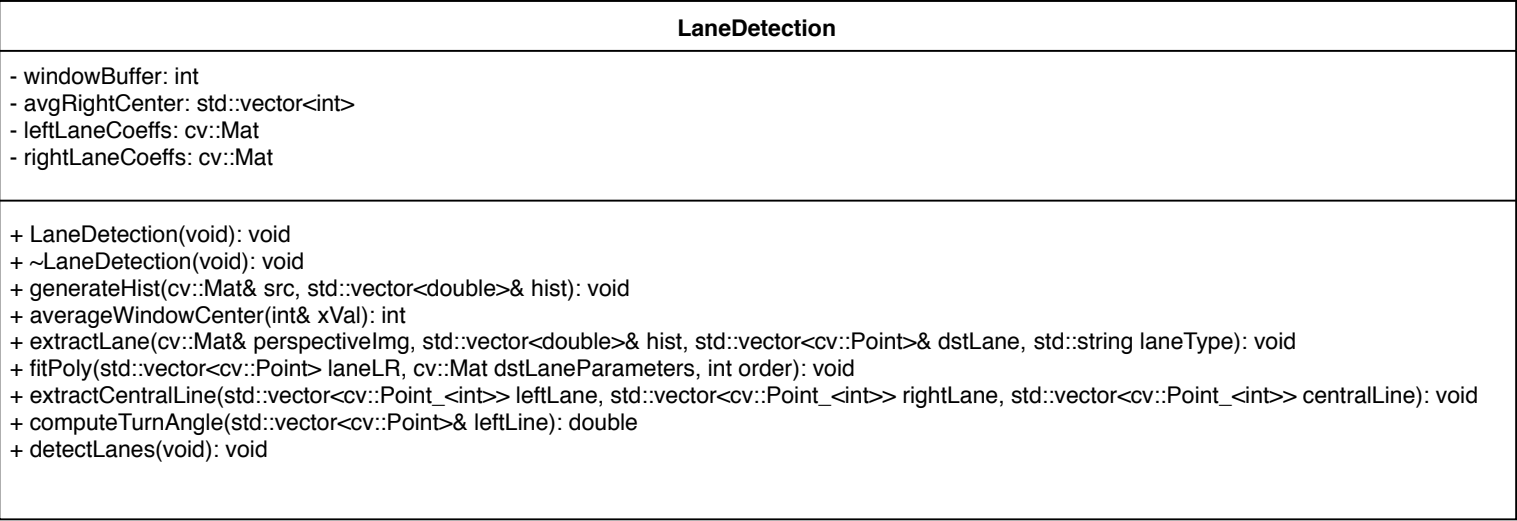 LaneDetection
- windowBuffer: int
- avgRightCenter: std::vector<int>
- leftLaneCoeffs: cv::Mat
- rightLaneCoeffs: cv::Mat
+ LaneDetection(void): void
+ ~LaneDetection(void): void
+ generateHist(cv::Mat& src, std::vector<double>& hist): void
+ averageWindowCenter(int& xVal): int
+ extractLane(cv::Mat& perspectiveImg, std::vector<double>& hist, std::vector<cv::Point>& dstLane, std::string laneType): void
+ fitPoly(std::vector<cv::Point> laneLR, cv::Mat dstLaneParameters, int order): void
+ extractCentralLine(std::vector<cv::Point_<int>> leftLane, std::vector<cv::Point_<int>> rightLane, std::vector<cv::Point_<int>> centralLine): void
+ computeTurnAngle(std::vector<cv::Point>& leftLine): double
+ detectLanes(void): void